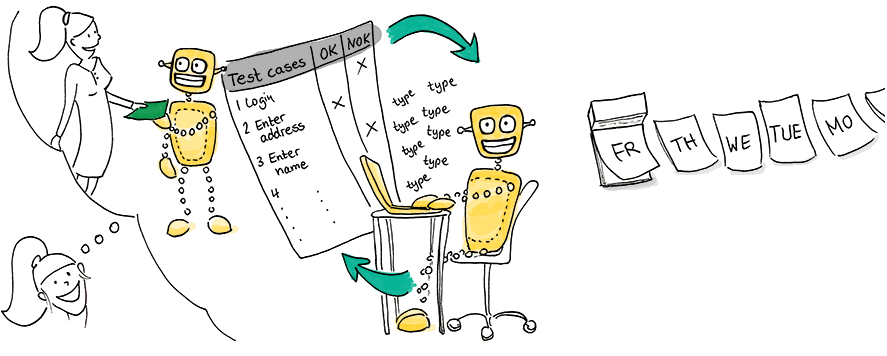 Test cases OK NOK
1 Login X
2 Enter address X
3 Enter name X
4
type type
type type
type type
type type
type
FR TH WE TUE MO